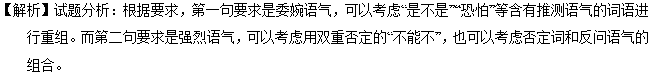 【解析】试题分析：根据要求，第一句要求是委婉语气，可以考虑“是不是”“恐怕”等含有推测语气的词语进
行重组。而第二句要求是强烈语气，可以考虑用双重否定的“不能不”，也可以考虑否定词和反问语气的
组合。